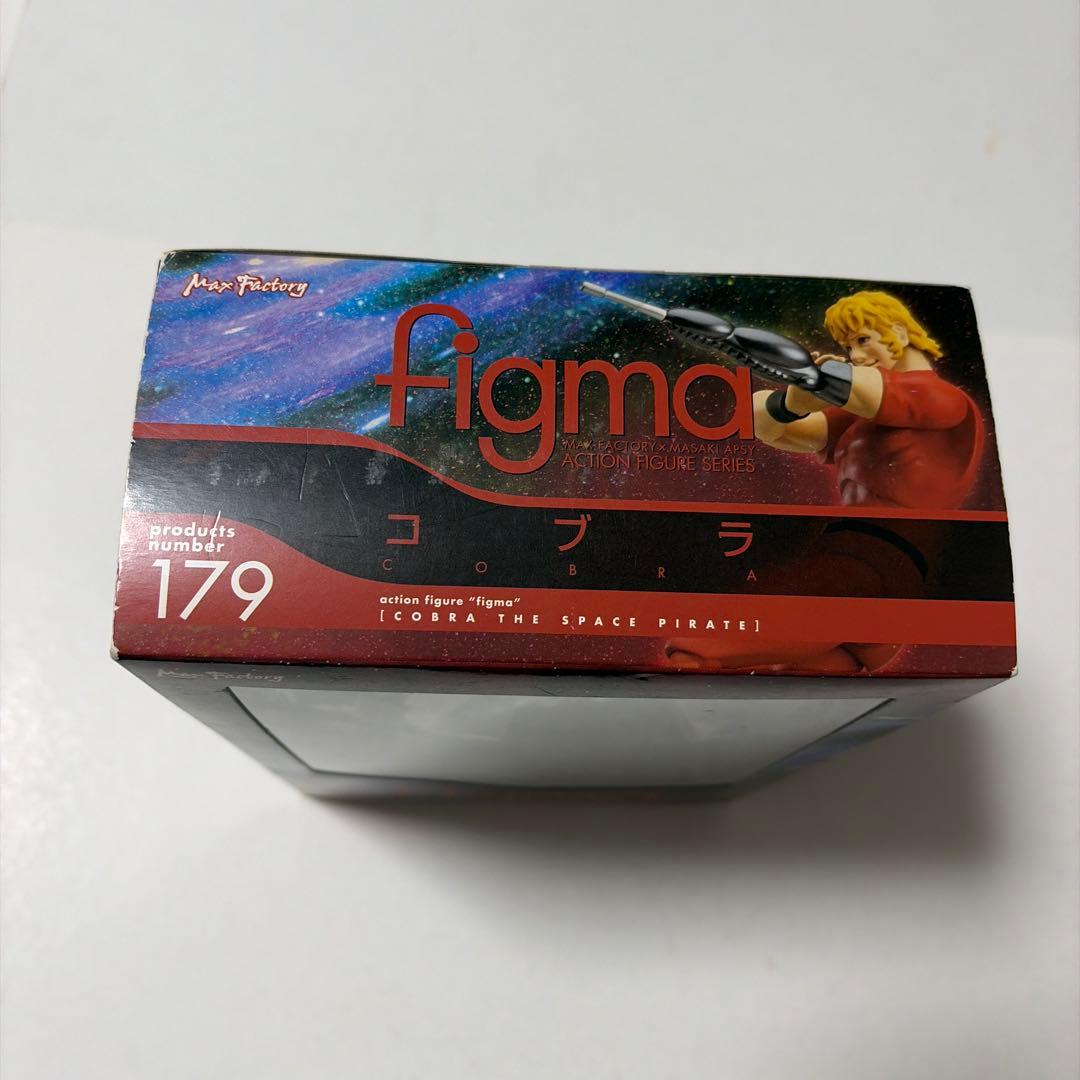 Max Factory
figma
MAX FACTORY×MASAKI APSY
ACTION FIGURE SERIES
コブラ
COBRA
products
number
179
action figure "figma"
[COBRA THE SPACE PIRATE]
Max Factory